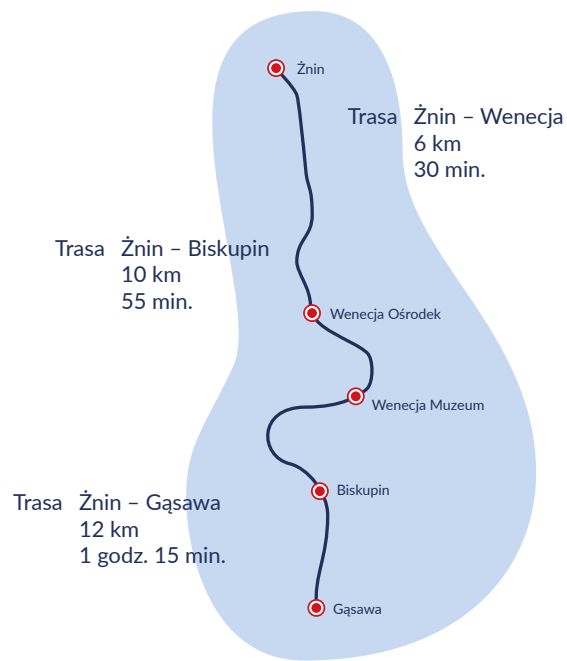 Żnin
Trasa Żnin – Wenecja
6 km
30 min.
Trasa Żnin – Biskupin
10 km
55 min.
Wenecja Ośrodek
Wenecja Muzeum
Biskupin
Trasa Żnin – Gąsawa
12 km
1 godz. 15 min.
Gąsawa